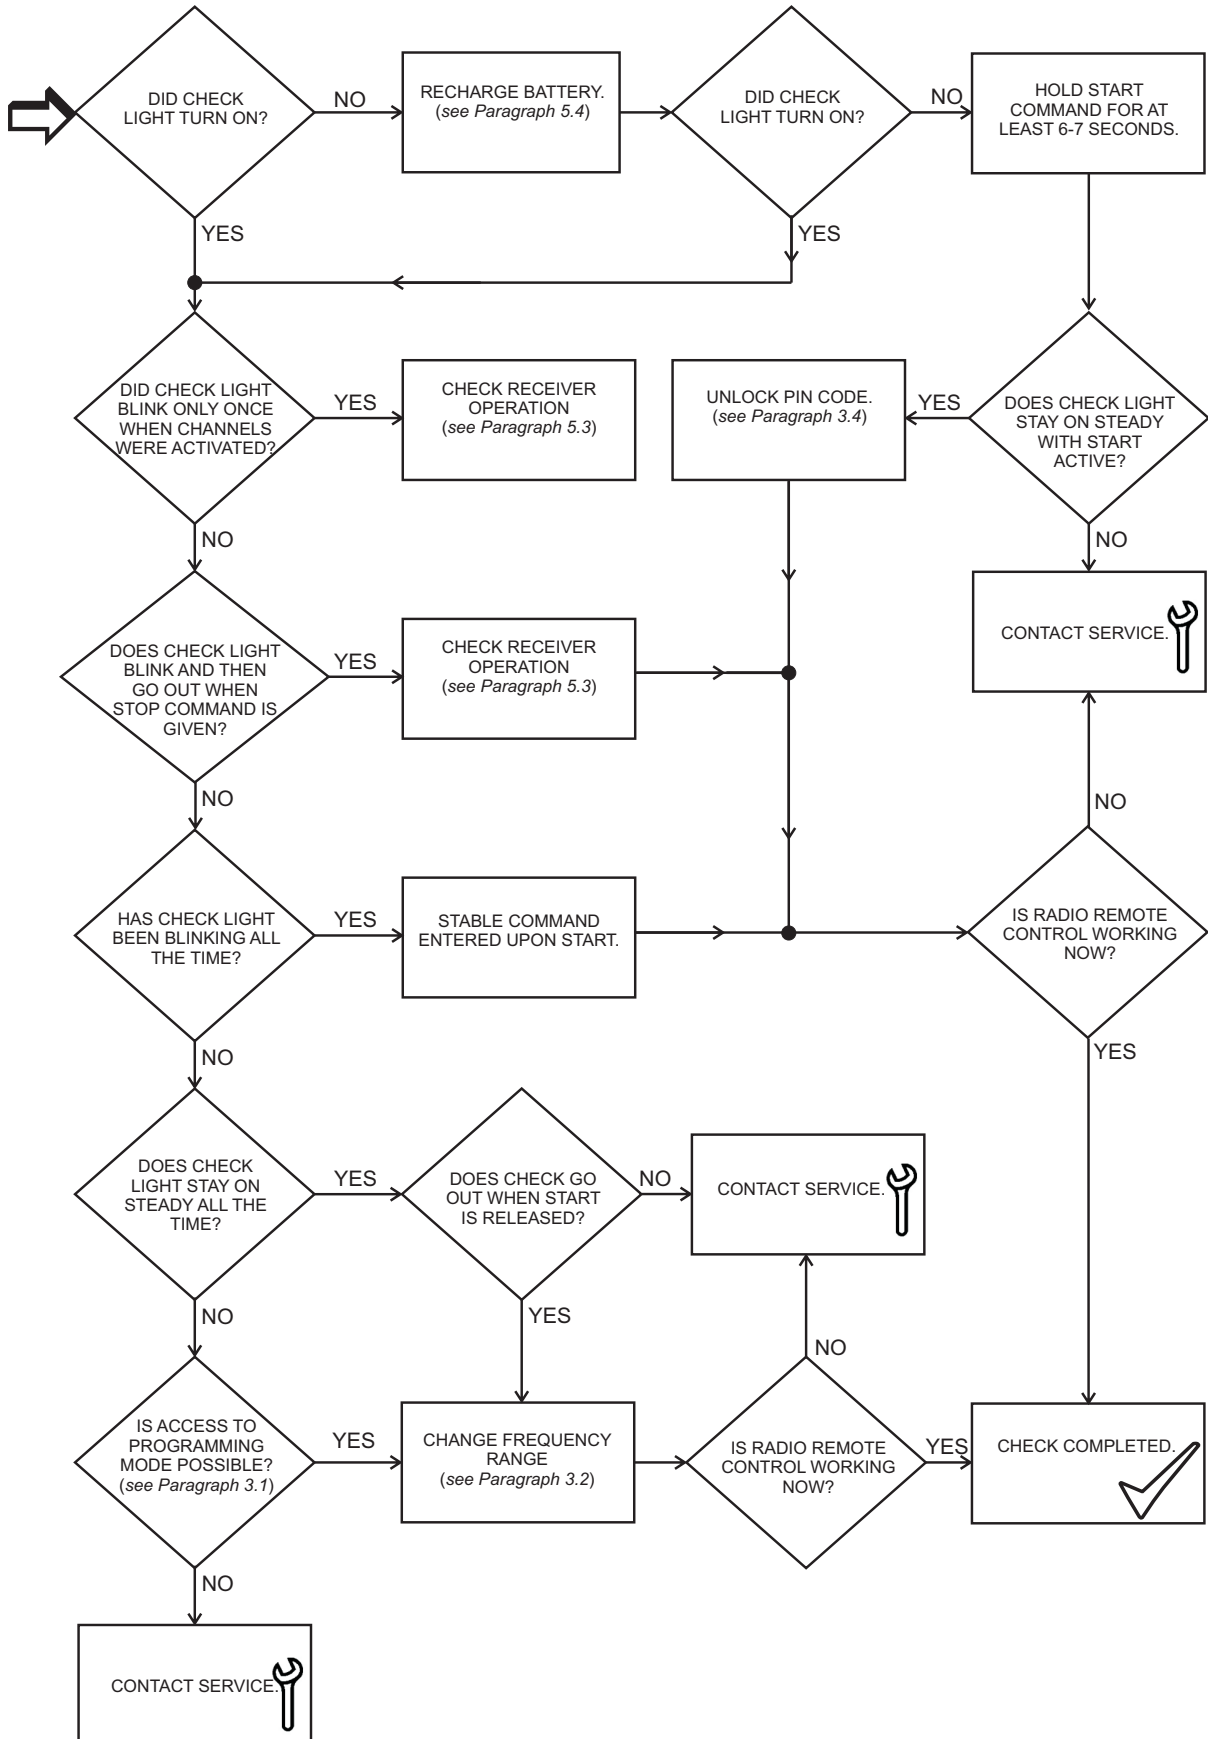 DID CHECK
LIGHT TURN ON?
NO
RECHARGE BATTERY.
(see Paragraph 5.4)
DID CHECK
LIGHT TURN ON?
NO
HOLD START
COMMAND FOR AT
LEAST 6-7 SECONDS.
YES
YES
DID CHECK LIGHT
BLINK ONLY ONCE
WHEN CHANNELS
WERE ACTIVATED?
YES
CHECK RECEIVER
OPERATION
(see Paragraph 5.3)
UNLOCK PIN CODE.
(see Paragraph 3.4)
YES
DOES CHECK LIGHT
STAY ON STEADY
WITH START
ACTIVE?
NO
NO
DOES CHECK LIGHT
BLINK AND THEN
GO OUT WHEN
STOP COMMAND IS
GIVEN?
YES
CHECK RECEIVER
OPERATION
(see Paragraph 5.3)
CONTACT SERVICE.
NO
NO
HAS CHECK LIGHT
BEEN BLINKING ALL
THE TIME?
YES
STABLE COMMAND
ENTERED UPON START.
IS RADIO REMOTE
CONTROL WORKING
NOW?
NO
YES
DOES CHECK
LIGHT STAY ON
STEADY ALL THE
TIME?
YES
DOES CHECK GO
OUT WHEN START
IS RELEASED?
NO
CONTACT SERVICE.
NO
YES
NO
IS ACCESS TO
PROGRAMMING
MODE POSSIBLE?
(see Paragraph 3.1)
YES
CHANGE FREQUENCY
RANGE
(see Paragraph 3.2)
IS RADIO REMOTE
CONTROL WORKING
NOW?
YES
CHECK COMPLETED.
NO
CONTACT SERVICE.